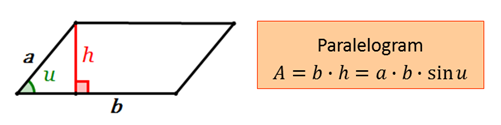 a
u
h
b
Paralelogram
A = b · h = a · b · sin u